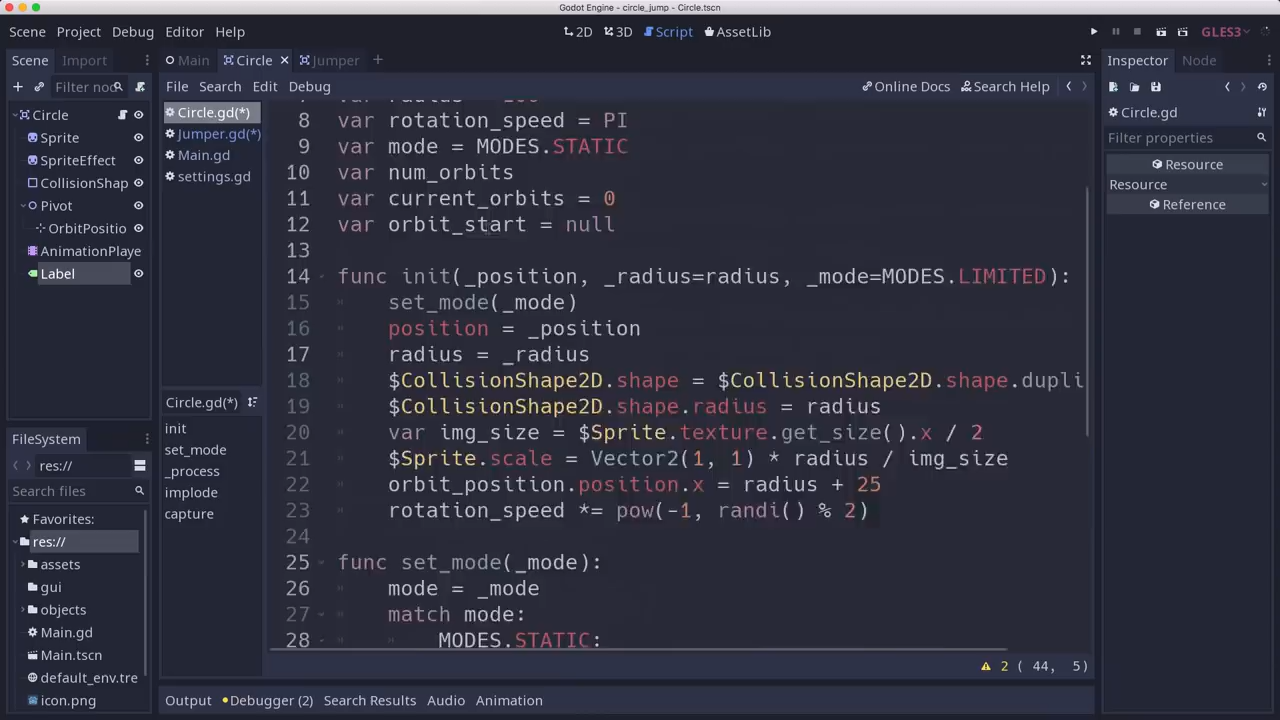 Godot Engine - circle_jump - Circle.tscn
Scene Project Debug Editor Help
2D 3D Script AssetLib
GLES3
Scene Import
Main Circle Jumper
Inspector Node
Filter noc
File Search Edit Debug
Online Docs Search Help
Circle
Sprite
SpriteEffect
CollisionShap
Pivot
OrbitPositio
AnimationPlaye
Label
Circle.gd(*)
Jumper.gd(*)
Main.gd
settings.gd
Circle.gd(*)
init
set_mode
_process
implode
capture
8 var rotation_speed = PI
9 var mode = MODES.STATIC
10 var num_orbits
11 var current_orbits = 0
12 var orbit_start = null
13
14 func init(_position, _radius=radius, _mode=MODES.LIMITED):
15 set_mode(_mode)
16 position = _position
17 radius = _radius
18 $CollisionShape2D.shape = $CollisionShape2D.shape.dupli
19 $CollisionShape2D.shape.radius = radius
20 var img_size = $Sprite.texture.get_size().x / 2
21 $Sprite.scale = Vector2(1, 1) * radius / img_size
22 orbit_position.position.x = radius + 25
23 rotation_speed *= pow(-1, randi() % 2)
24
25 func set_mode(_mode):
26 mode = _mode
27 match mode:
28 MODES.STATIC:
Circle.gd
Filter properties
Resource
Resource
Reference
FileSystem
res://
Search files
Favorites:
res://
assets
gui
objects
Main.gd
Main.tscn
default_env.tre
icon.png
2 ( 44, 5)
Output Debugger (2) Search Results Audio Animation